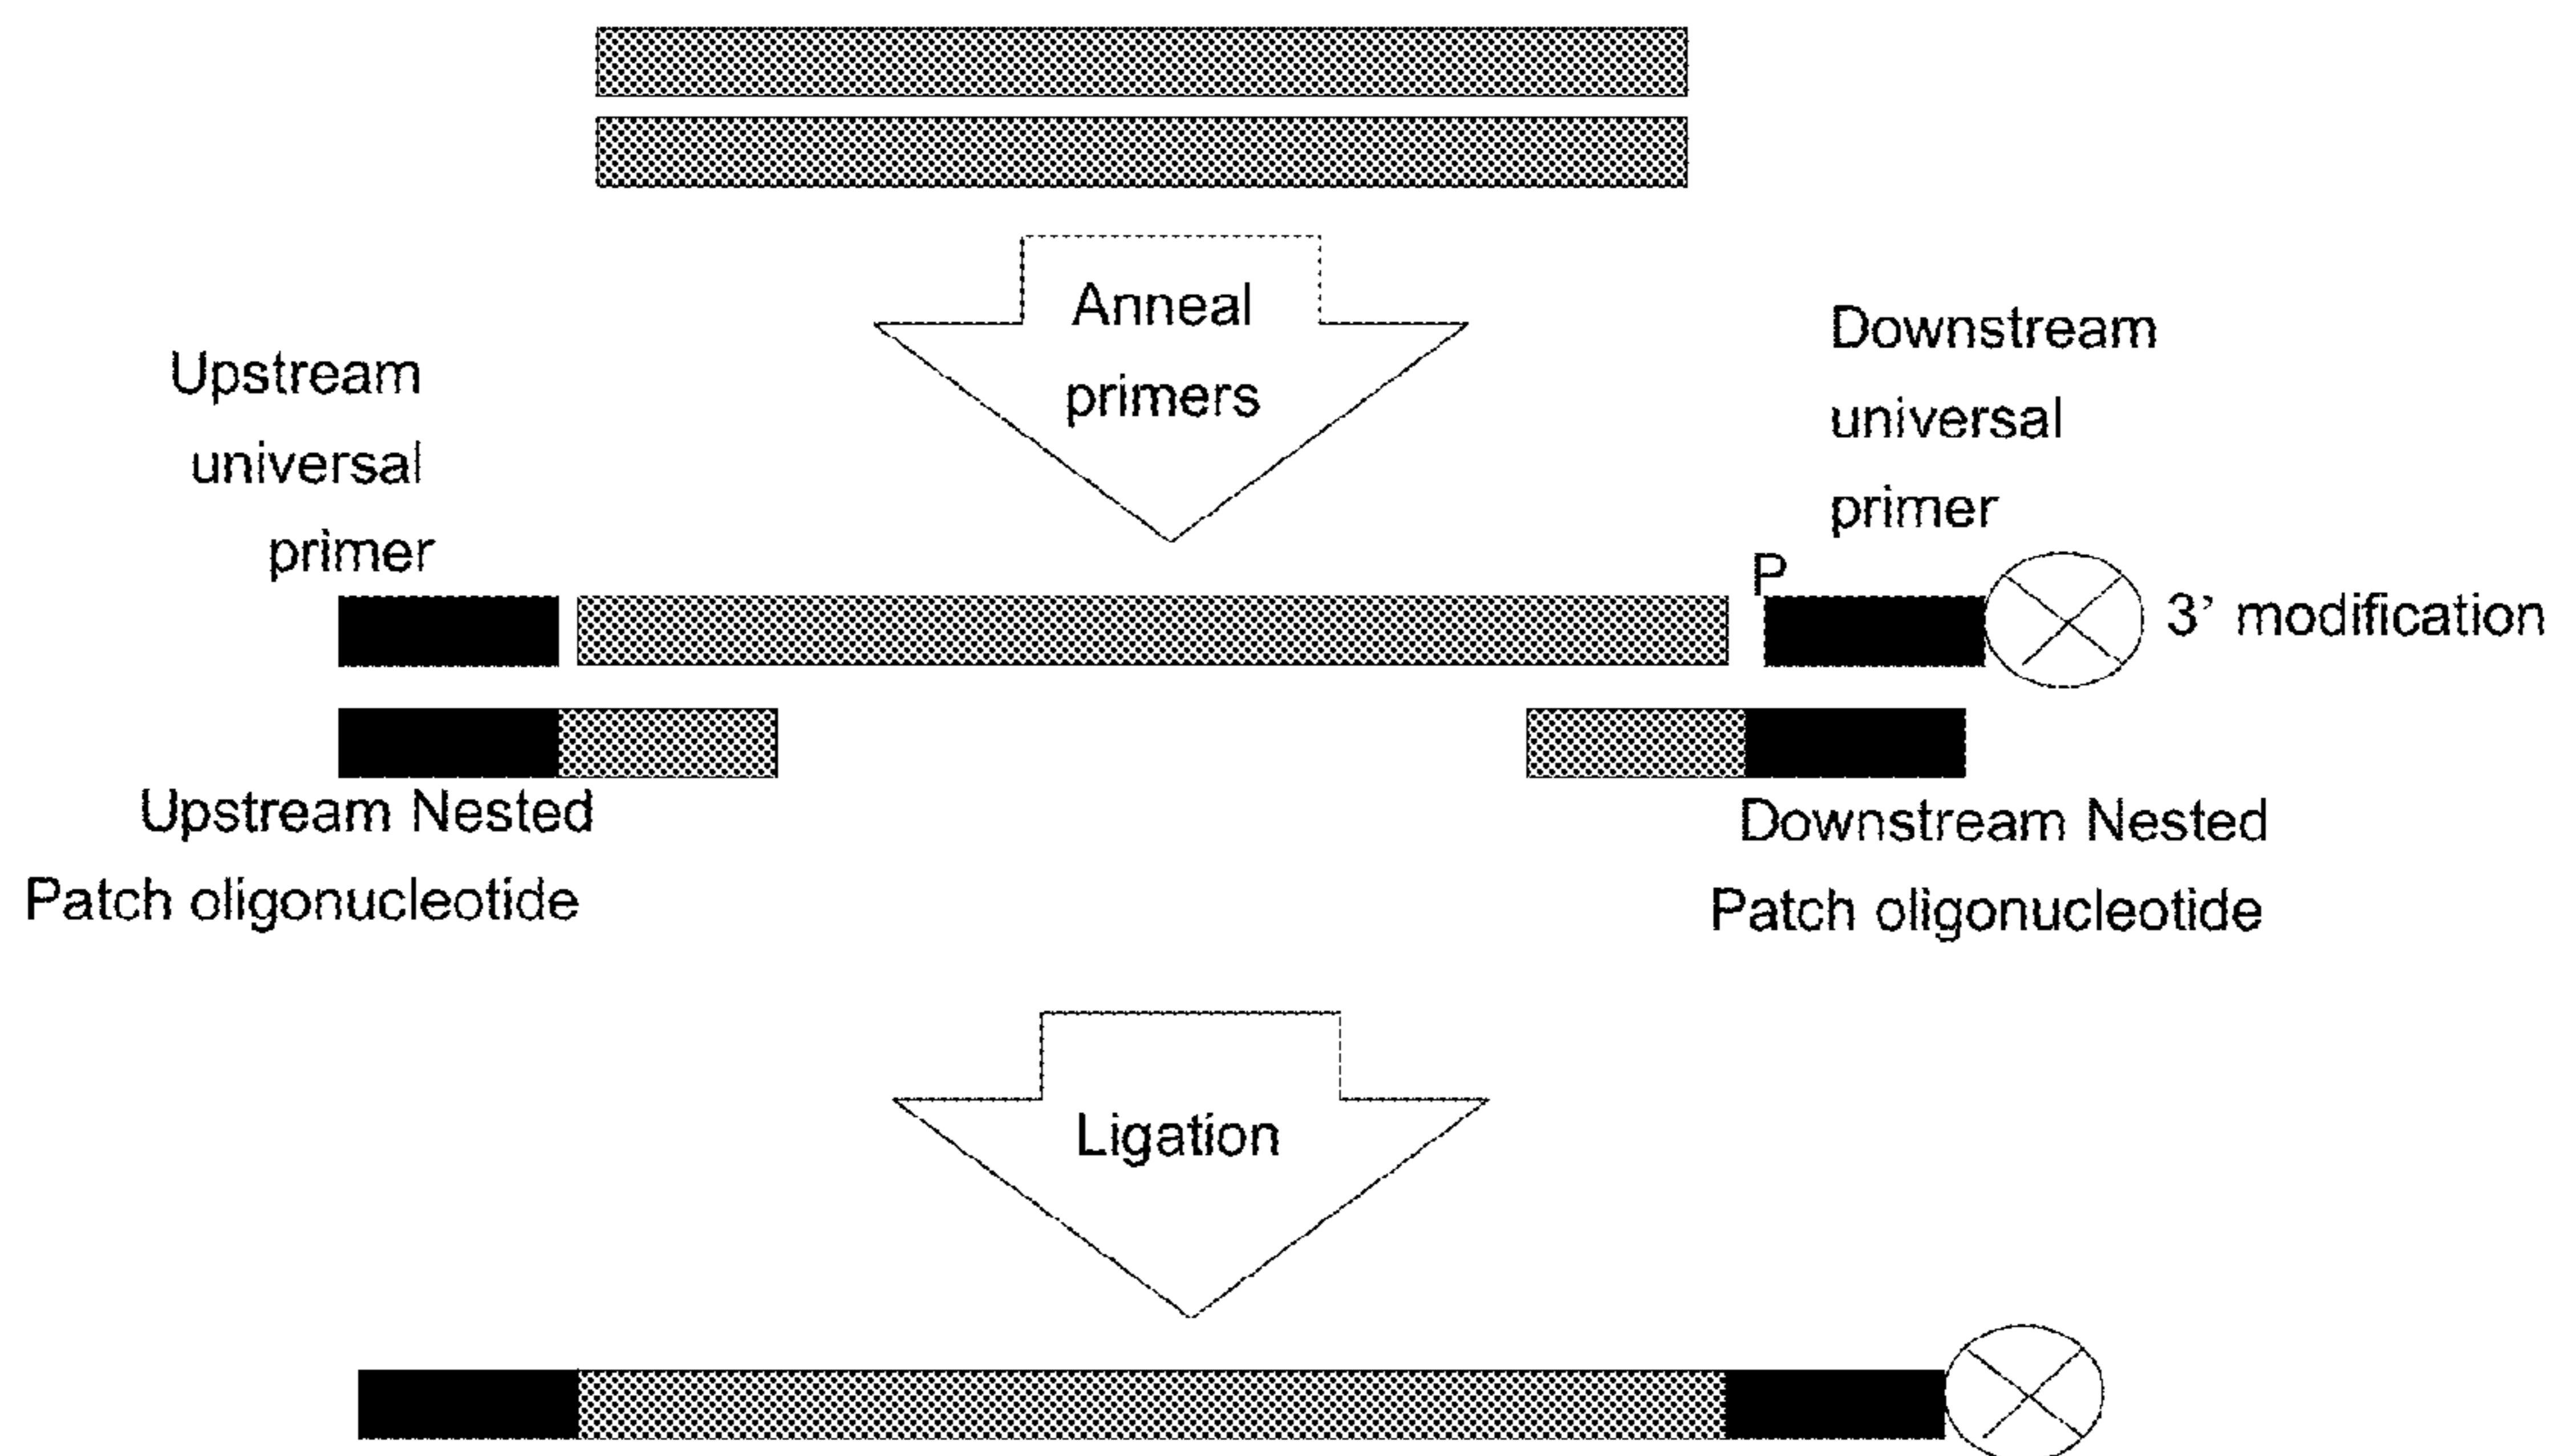 Anneal
primers
Upstream
universal
primer
Downstream
universal
primer
P
3’ modification
Upstream Nested
Patch oligonucleotide
Downstream Nested
Patch oligonucleotide
Ligation